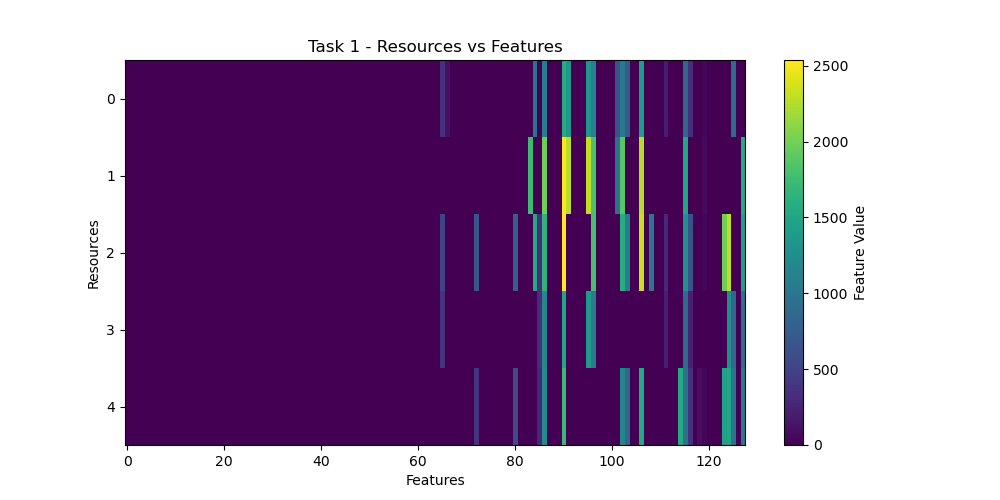 Task 1 - Resources vs Features
Resources
0
1
2
3
4
0 20 40 60 80 100 120
Features
2500
2000
1500
1000
500
0
Feature Value